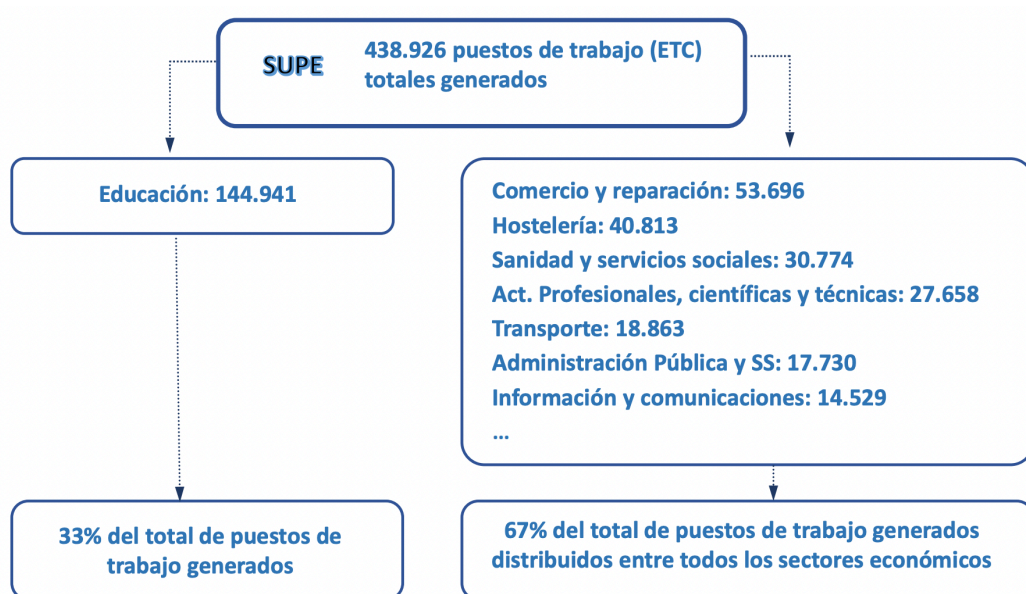 SUPE
438.926 puestos de trabajo (ETC)
totales generados
Educación: 144.941
Comercio y reparación: 53.696
Hostelería: 40.813
Sanidad y servicios sociales: 30.774
Act. Profesionales, científicas y técnicas: 27.658
Transporte: 18.863
Administración Pública y SS: 17.730
Información y comunicaciones: 14.529
...
33% del total de puestos de
trabajo generados
67% del total de puestos de trabajo generados
distribuidos entre todos los sectores económicos